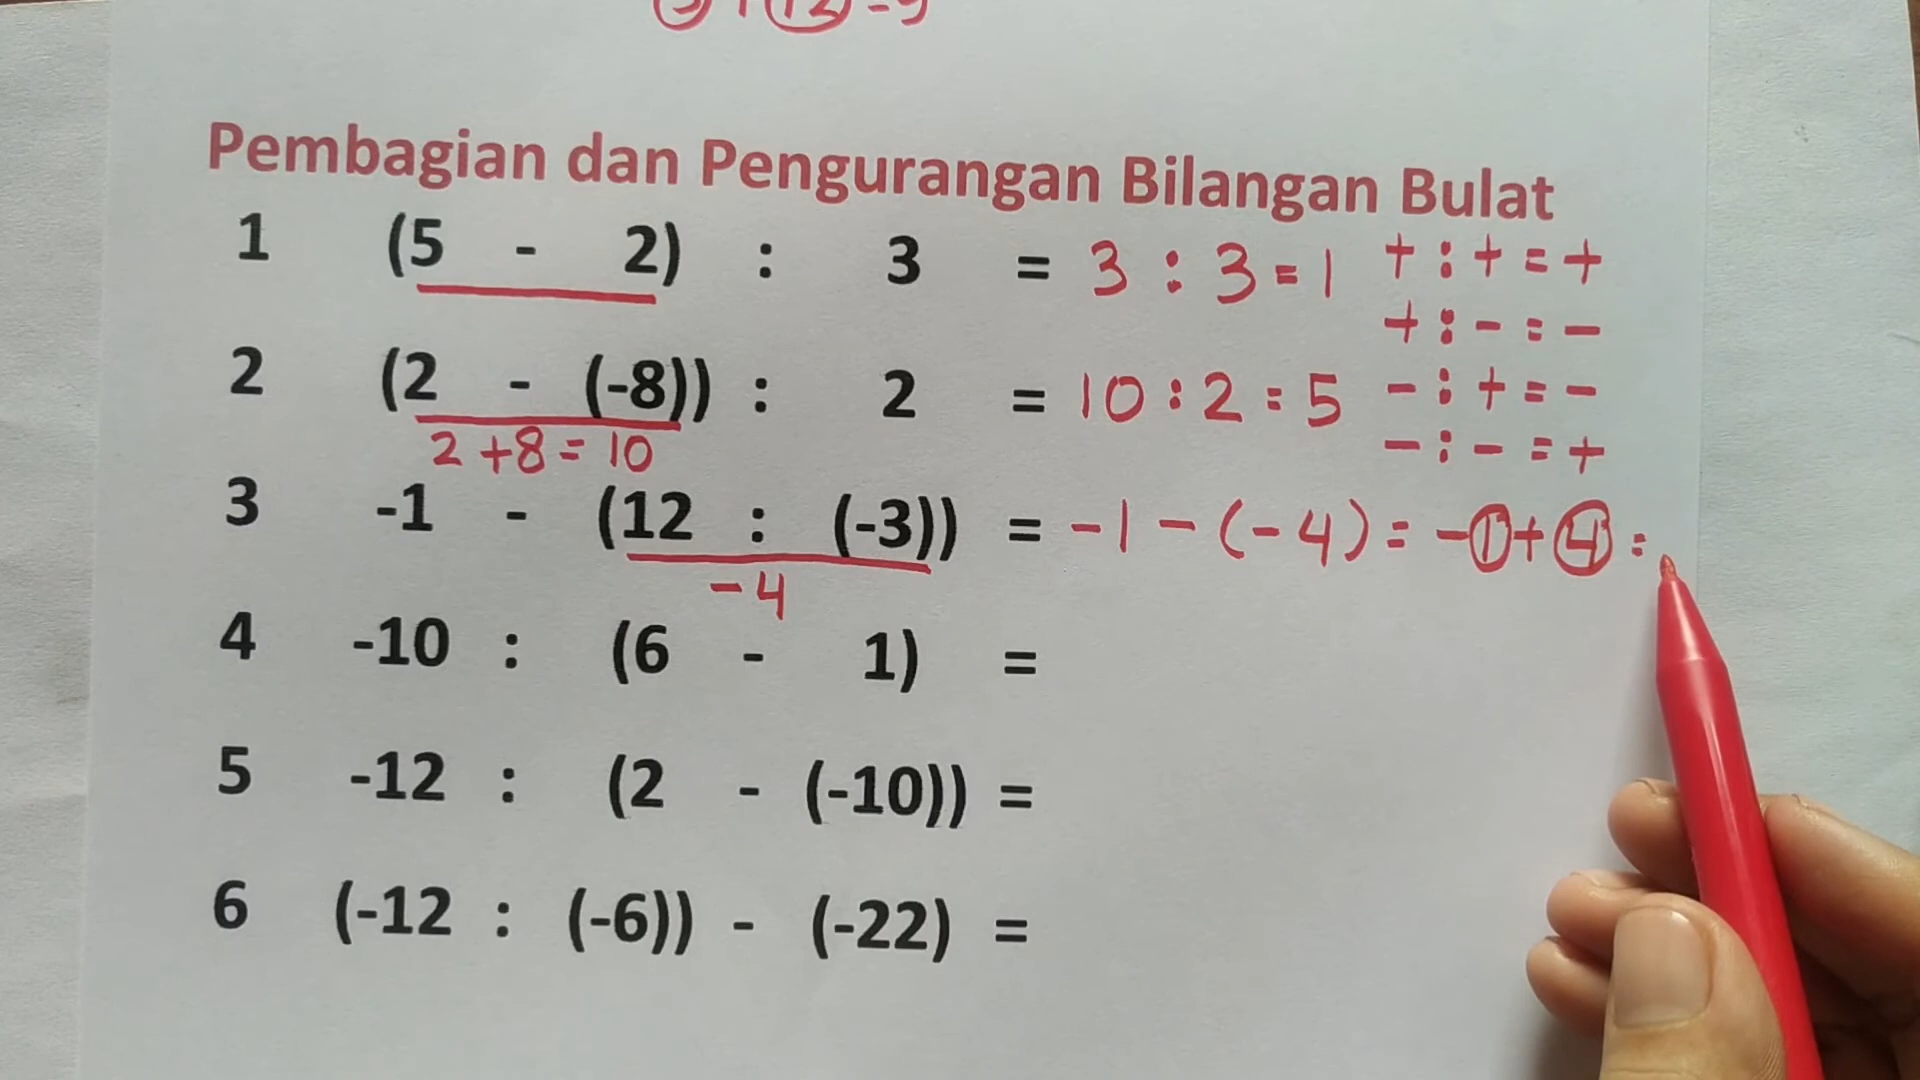 Pembagian dan Pengurangan Bilangan Bulat
1 (5 - 2) : 3 = 3 : 3 = 1 + : + = +
+ : - = -
2 (2 - (-8)) : 2 = 10 : 2 = 5 - : + = -
2 + 8 = 10 - : - = +
3 -1 - (12 : (-3)) = -1 - (-4) = -1 + 4 =
-4
4 -10 : (6 - 1) =
5 -12 : (2 - (-10)) =
6 (-12 : (-6)) - (-22) =